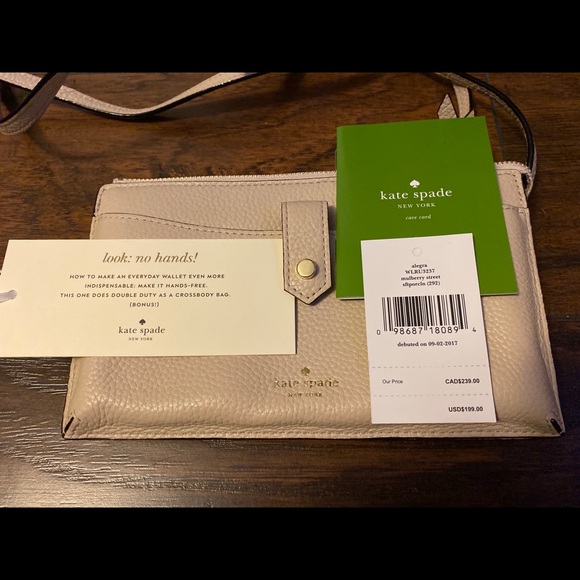 kate spade
NEW YORK
care card
look: no hands!
NOW TO MAKE AN EVERYDAY WALLET EVEN MORE
INDISPENSABLE: MAKE IT HANDS-FREE.
THIS ONE DOES DOUBLE DUTY AS A CROSSBODY BAG.
(BONUS!)
kate spade
NEW YORK
alegra
WLRU3237
mulberry street
sftporcln (292)
0 98687 18089 4
debuted on 09-02-2017
Our Price CAD$239.00
USD$199.00
kate spade
NEW YORK